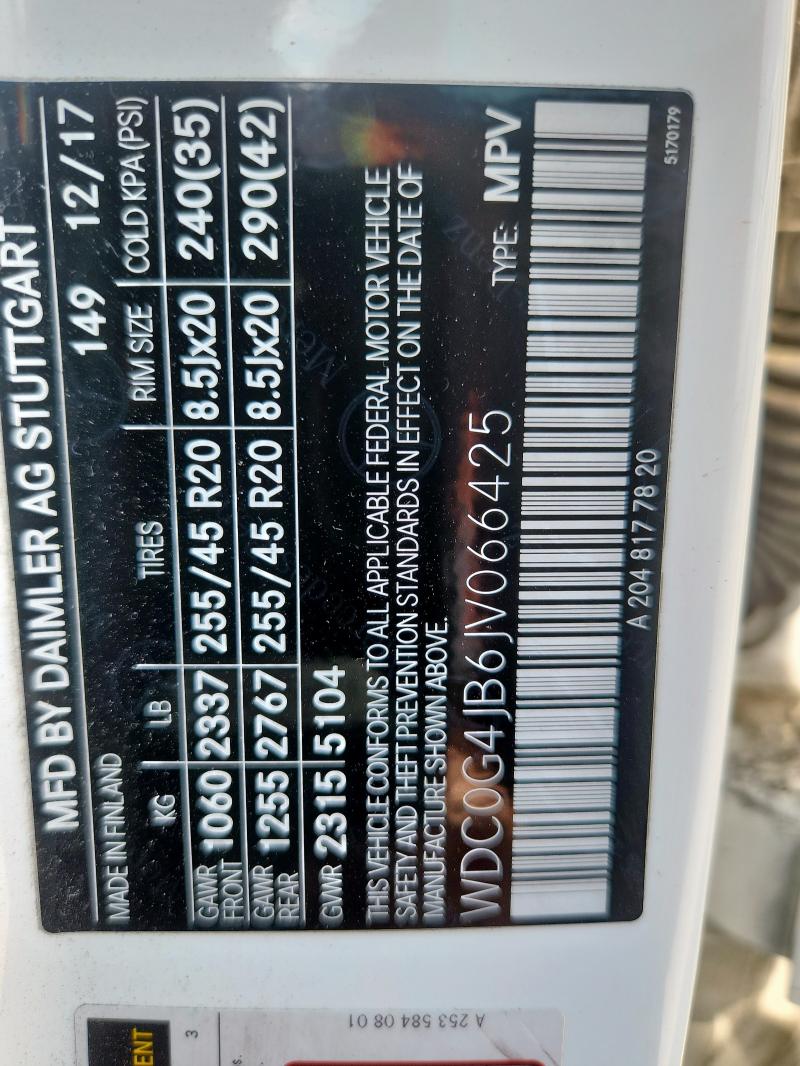 MFD BY DAIMLER AG STUTTGART
MADE IN FINLAND 149 12/17
KG LB TIRES RIM SIZE COLD KPA(PSI)
GAWR FRONT 1060 2337 255/45 R20 8.5Jx20 240(35)
GAWR REAR 1255 2767 255/45 R20 8.5Jx20 290(42)
GVWR 2315 5104
THIS VEHICLE CONFORMS TO ALL APPLICABLE FEDERAL MOTOR VEHICLE
SAFETY AND THEFT PREVENTION STANDARDS IN EFFECT ON THE DATE OF
MANUFACTURE SHOWN ABOVE.
WDC0G4JB6JV066425 TYPE: MPV
A 204 817 78 20
5170179
A 253 584 08 01
3